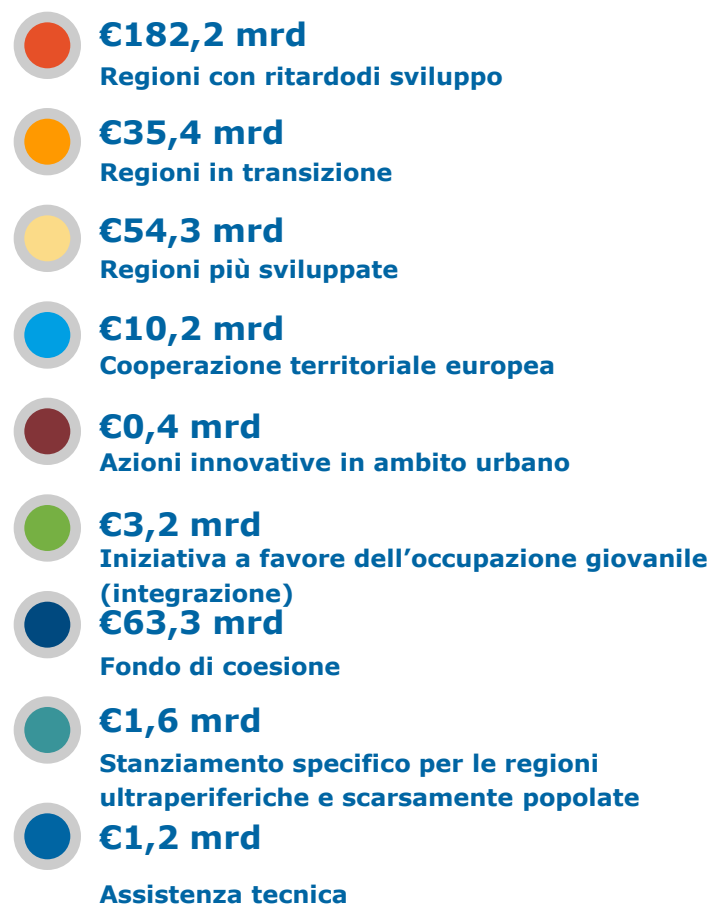 €182,2 mrd
Regioni con ritardodi sviluppo
€35,4 mrd
Regioni in transizione
€54,3 mrd
Regioni più sviluppate
€10,2 mrd
Cooperazione territoriale europea
€0,4 mrd
Azioni innovative in ambito urbano
€3,2 mrd
Iniziativa a favore dell’occupazione giovanile
(integrazione)
€63,3 mrd
Fondo di coesione
€1,6 mrd
Stanziamento specifico per le regioni
ultraperiferiche e scarsamente popolate
€1,2 mrd
Assistenza tecnica